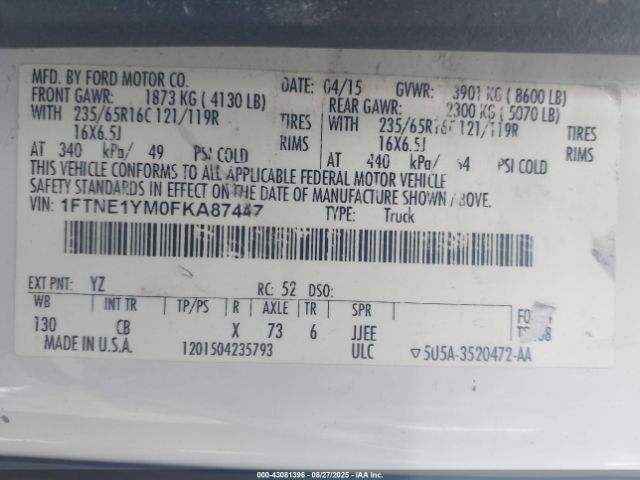 MFD. BY FORD MOTOR CO. DATE: 04/15 GVWR: 3901 KG ( 8600 LB)
FRONT GAWR: 1873 KG ( 4130 LB) REAR GAWR: 2300 KG ( 5070 LB)
WITH 235/65R16C 121/119R TIRES WITH 235/65R16C 121/119R TIRES
16X6.5J RIMS 16X6.5J RIMS
AT 340 kPa/ 49 PSI COLD AT 440 kPa/ 64 PSI COLD
THIS VEHICLE CONFORMS TO ALL APPLICABLE FEDERAL MOTOR VEHICLE
SAFETY STANDARDS IN EFFECT ON THE DATE OF MANUFACTURE SHOWN ABOVE.
VIN: 1FTNE1YM0FKA87447 TYPE: Truck
EXT PNT: YZ RC: 52 DSO:
WB INT TR TP/PS R AXLE TR SPR
130 CB X 73 6 JJEE
MADE IN U.S.A. 1201504235793 ULC ▽5U5A-3520472-AA
000-43081396 - 08/27/2025 - IAA Inc.